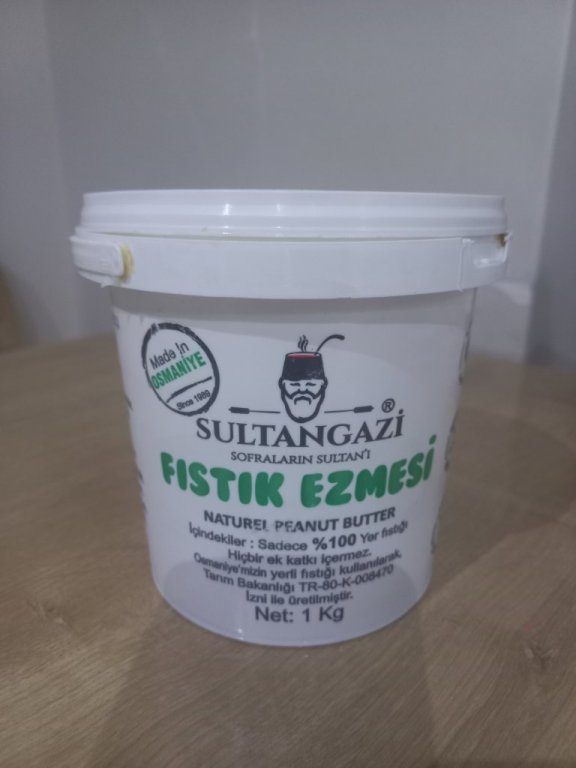 Made In
OSMANİYE
Since 1989
SULTANGAZİ®
SOFRALARIN SULTAN'I
FISTIK EZMESİ
NATUREL PEANUT BUTTER
İçindekiler : Sadece %100 Yer fıstığı
Hiçbir ek katkı içermez.
Osmaniye'mizin yerli fıstığı kullanılarak,
Tarım Bakanlığı TR-80-K-008470
İzni ile üretilmiştir.
Net: 1 Kg